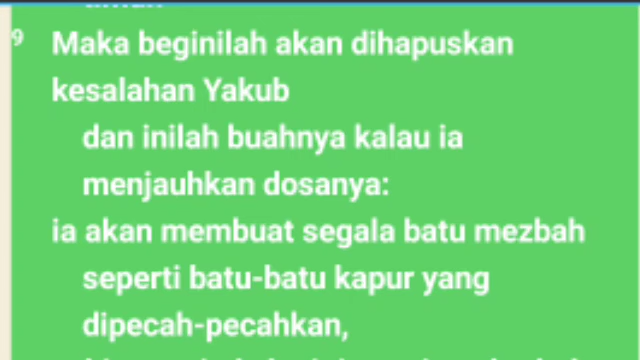 9 Maka beginilah akan dihapuskan
kesalahan Yakub
dan inilah buahnya kalau ia
menjauhkan dosanya:
ia akan membuat segala batu mezbah
seperti batu-batu kapur yang
dipecah-pecahkan,